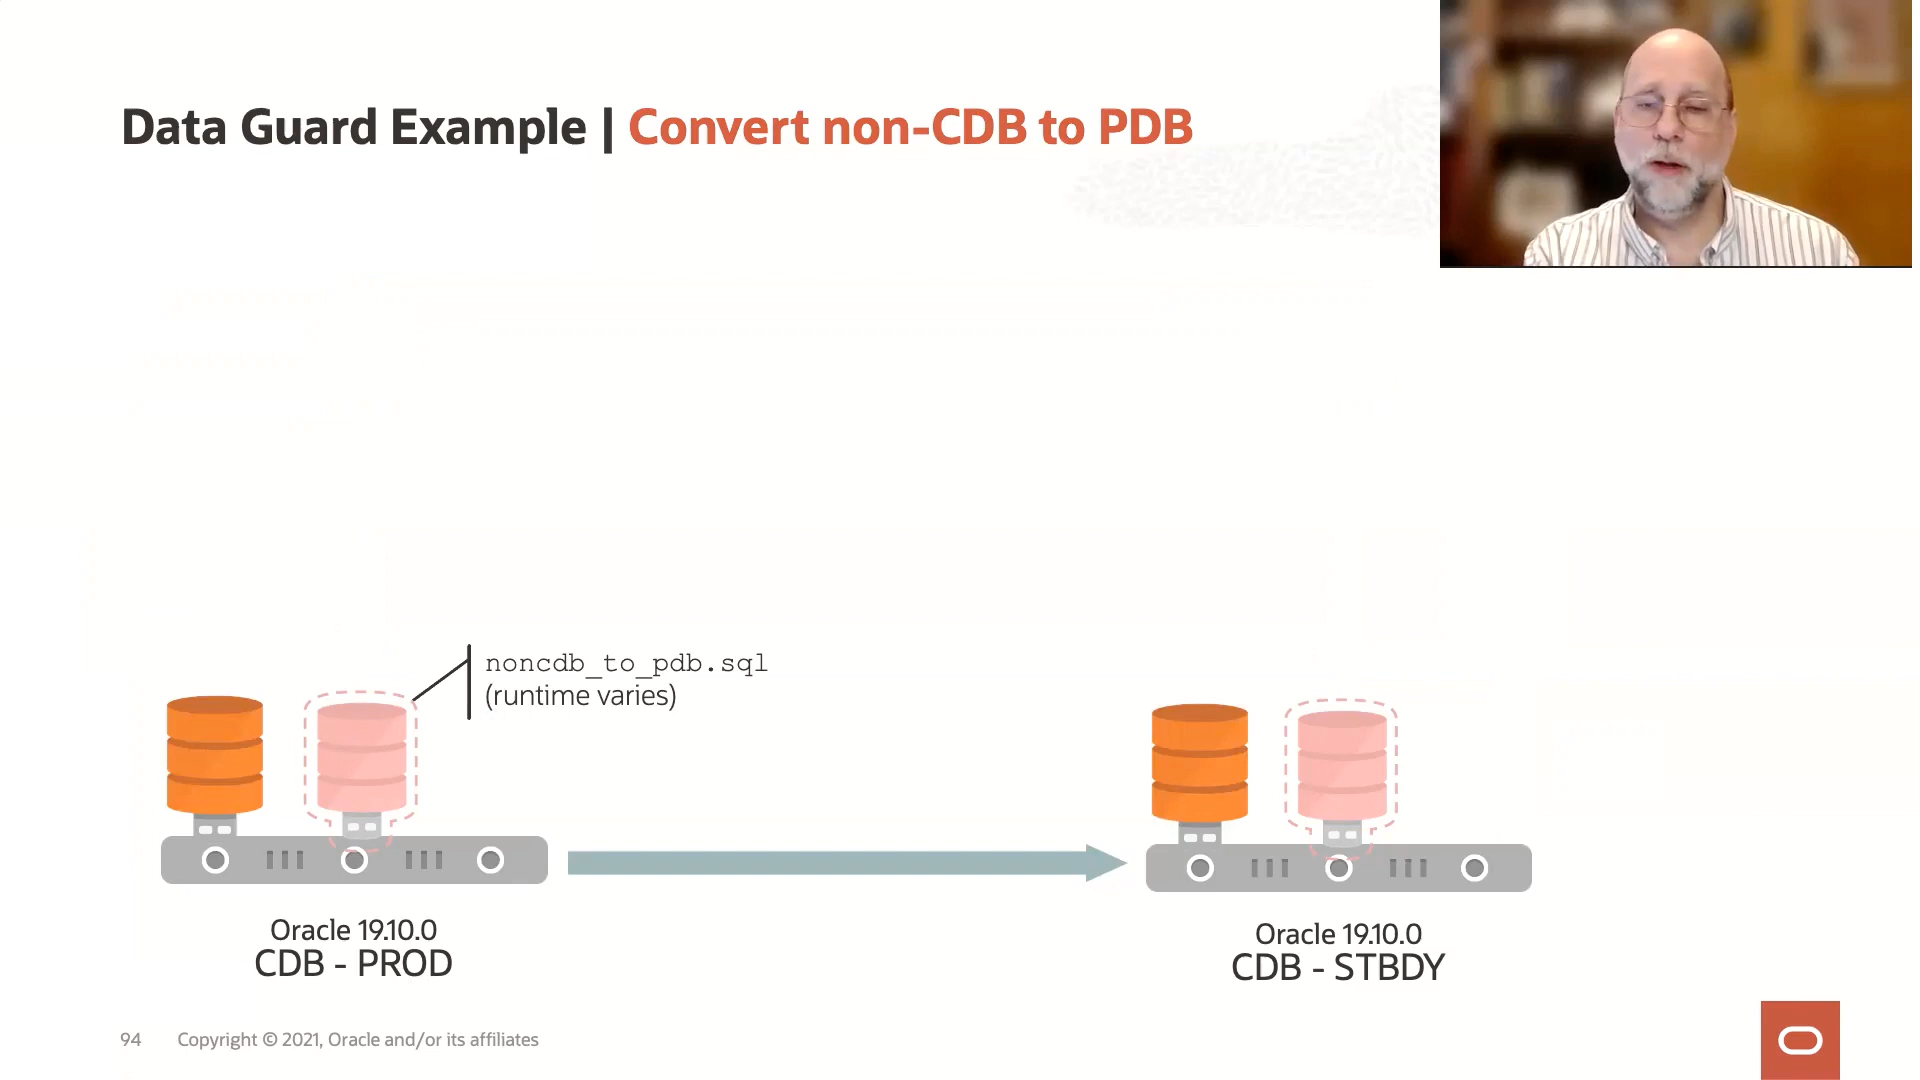 Data Guard Example | Convert non-CDB to PDB
noncdb_to_pdb.sql
(runtime varies)
Oracle 19.10.0
CDB - PROD
Oracle 19.10.0
CDB - STBDY
94 Copyright © 2021, Oracle and/or its affiliates